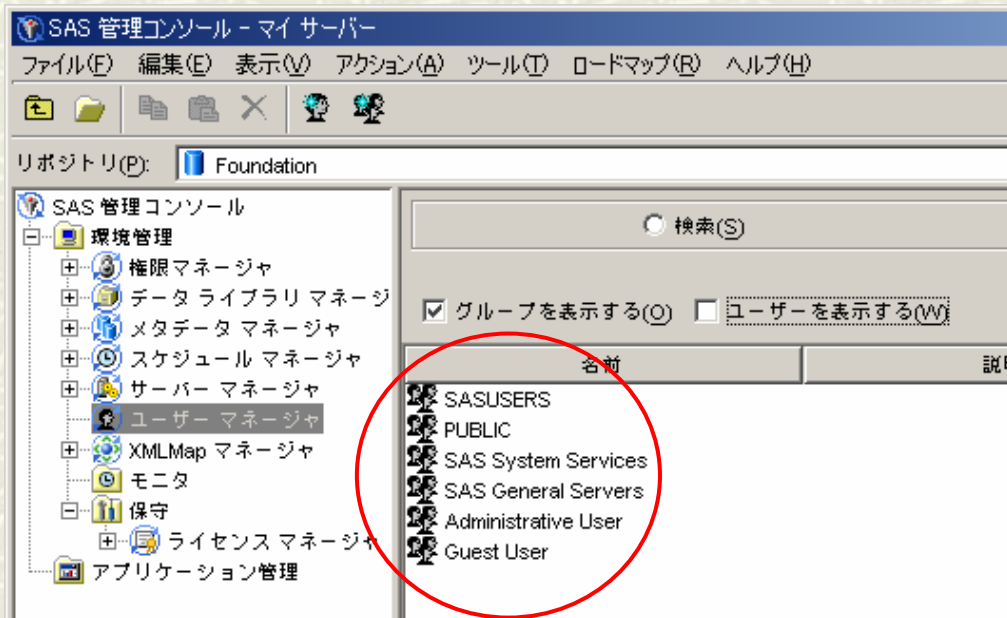 SAS 管理コンソール - マイ サーバー
ファイル(F) 編集(E) 表示(V) アクション(A) ツール(T) ロードマップ(R) ヘルプ(H)
リポジトリ(P): Foundation
SAS 管理コンソール
環境管理
権限マネージャ
データ ライブラリ マネージ
メタデータ マネージャ
スケジュール マネージャ
サーバー マネージャ
ユーザー マネージャ
XMLMap マネージャ
モニタ
保守
ライセンス マネージャ
アプリケーション管理
検索(S)
グループを表示する(O) ユーザーを表示する(W)
名前 説明
SASUSERS
PUBLIC
SAS System Services
SAS General Servers
Administrative User
Guest User